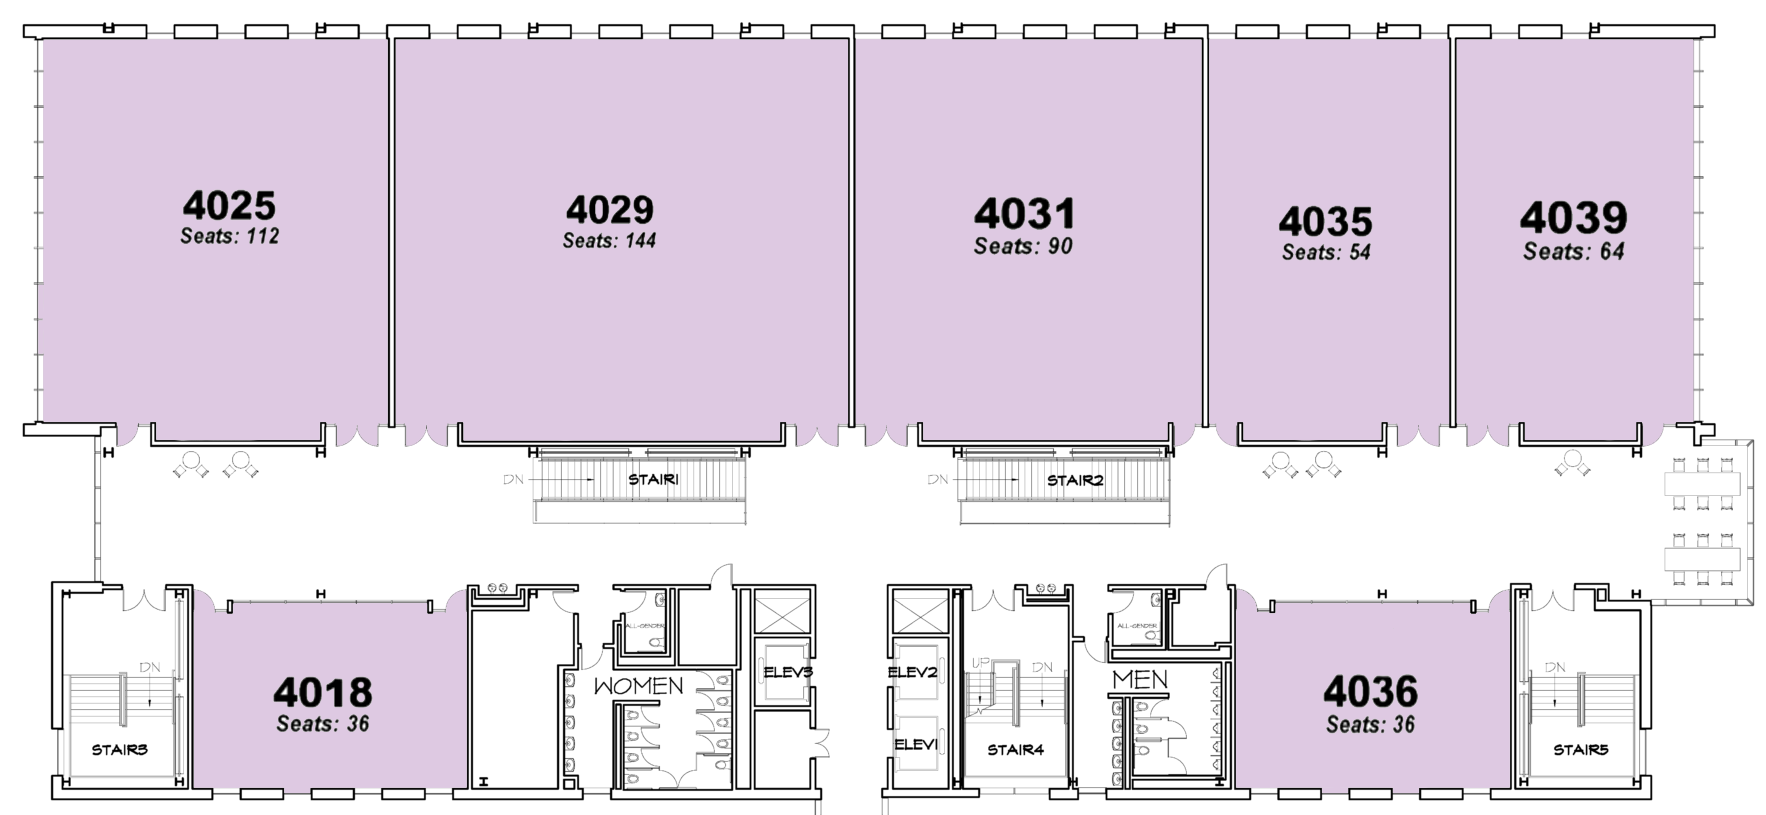 4025
Seats: 112
4029
Seats: 144
4031
Seats: 90
4035
Seats: 54
4039
Seats: 64
DN
STAIR1
DN
STAIR2
ALL-GENDER
ALL-GENDER
DN
4018
Seats: 36
WOMEN
ELEV3
ELEV2
UP
DN
MEN
4036
Seats: 36
DN
STAIR3
ELEV1
STAIR4
STAIR5